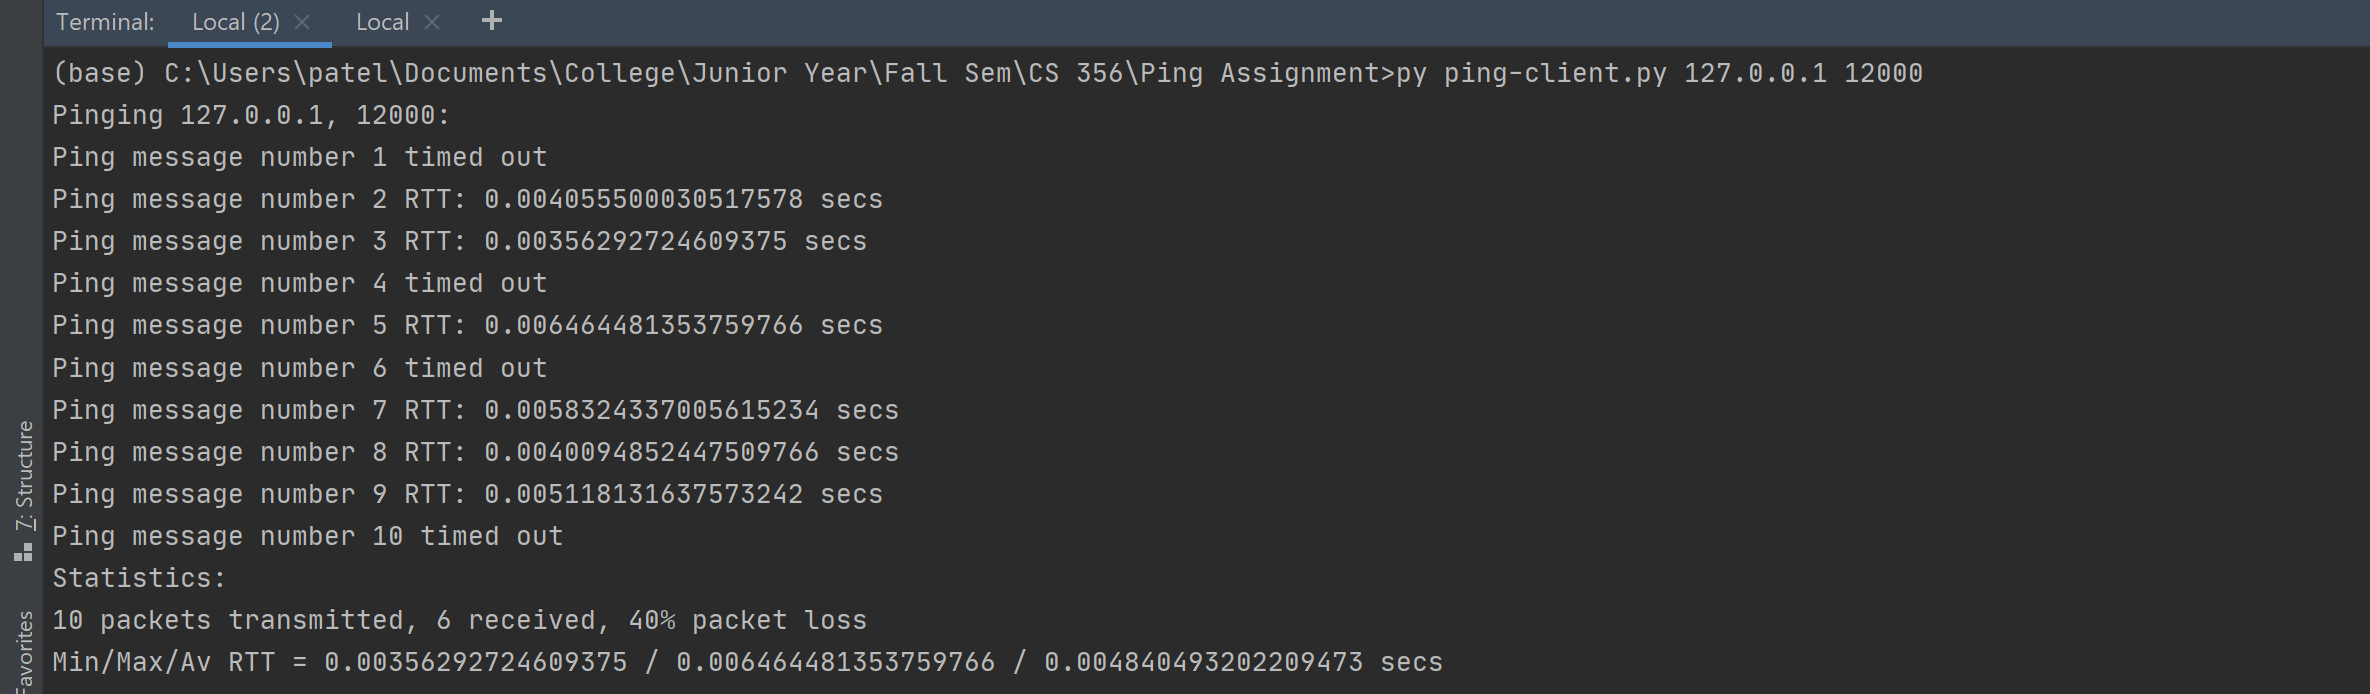 Terminal: Local (2) Local
(base) C:\Users\patel\Documents\College\Junior Year\Fall Sem\CS 356\Ping Assignment>py ping-client.py 127.0.0.1 12000
Pinging 127.0.0.1, 12000:
Ping message number 1 timed out
Ping message number 2 RTT: 0.004055500030517578 secs
Ping message number 3 RTT: 0.00356292724609375 secs
Ping message number 4 timed out
Ping message number 5 RTT: 0.006464481353759766 secs
Ping message number 6 timed out
Ping message number 7 RTT: 0.0058324337005615234 secs
Ping message number 8 RTT: 0.0040094852447509766 secs
Ping message number 9 RTT: 0.005118131637573242 secs
Ping message number 10 timed out
Statistics:
10 packets transmitted, 6 received, 40% packet loss
Min/Max/Av RTT = 0.00356292724609375 / 0.006464481353759766 / 0.004840493202209473 secs
7: Structure
Favorites